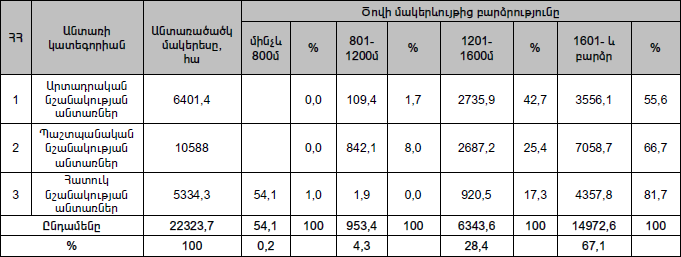 ՀՀ Անտառի կատեգորիան Անտառածածկ մակերեսը, հա Ծովի մակերևույթից բարձրությունը
մինչև 800մ % 801-1200մ % 1201-1600մ % 1601- և բարձր %
1 Արտադրական նշանակության անտառներ 6401,4 0,0 109,4 1,7 2735,9 42,7 3556,1 55,6
2 Պաշտպանական նշանակության անտառներ 10588 0,0 842,1 8,0 2687,2 25,4 7058,7 66,7
3 Հատուկ նշանակության անտառներ 5334,3 54,1 1,0 1,9 0,0 920,5 17,3 4357,8 81,7
Ընդամենը 22323,7 54,1 100 953,4 100 6343,6 100 14972,6 100
% 100 0,2 4,3 28,4 67,1